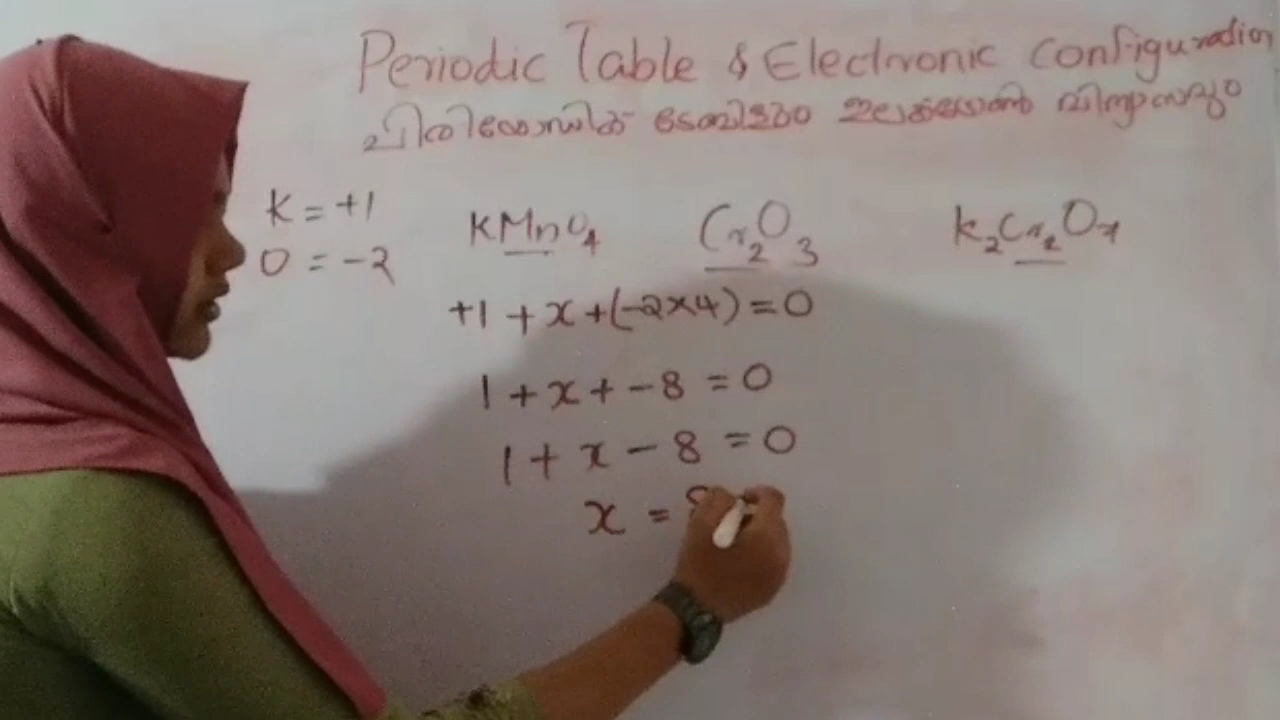 Periodic Table & Electronic Configuration
പീരിയോഡിക് ടേബിളും ഇലക്ട്രോൺ വിന്യാസവും
K = +1
O = -2
KMnO4 Cr2O3 K2Cr2O7
+1 + x + (-2×4) = 0
1 + x + -8 = 0
1 + x - 8 = 0
x = 8